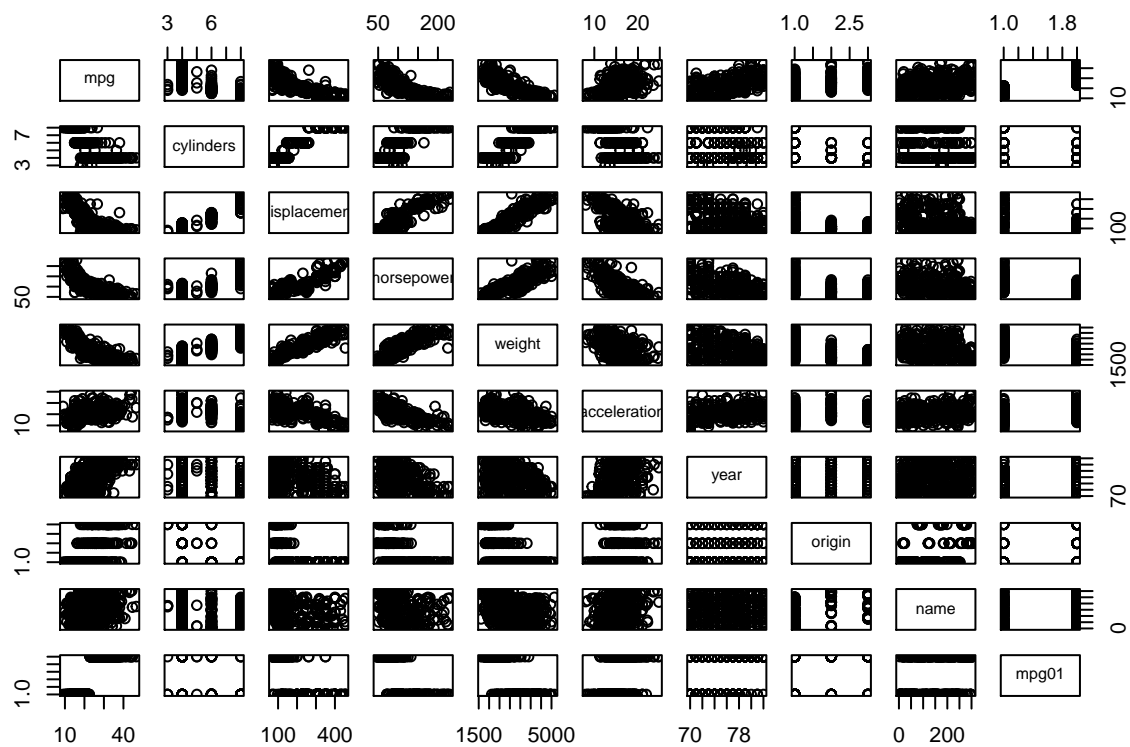 3 6 50 200 10 20 1.0 2.5 1.0 1.8
mpg 10
3 7 cylinders
isplacemen 100
50 horsepower
weight 1500
10 acceleration
year 70
1.0 origin
name 0
1.0 mpg01
10 40 100 400 1500 5000 70 78 0 200